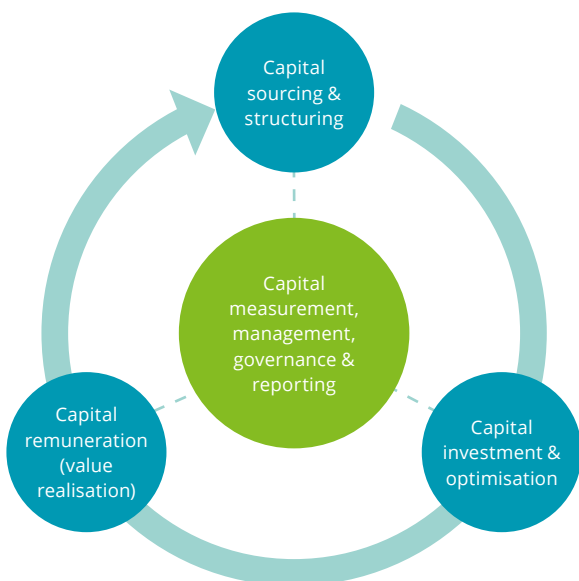 Capital
sourcing &
structuring
Capital
measurement,
management,
governance &
reporting
Capital
remuneration
(value
realisation)
Capital
investment &
optimisation